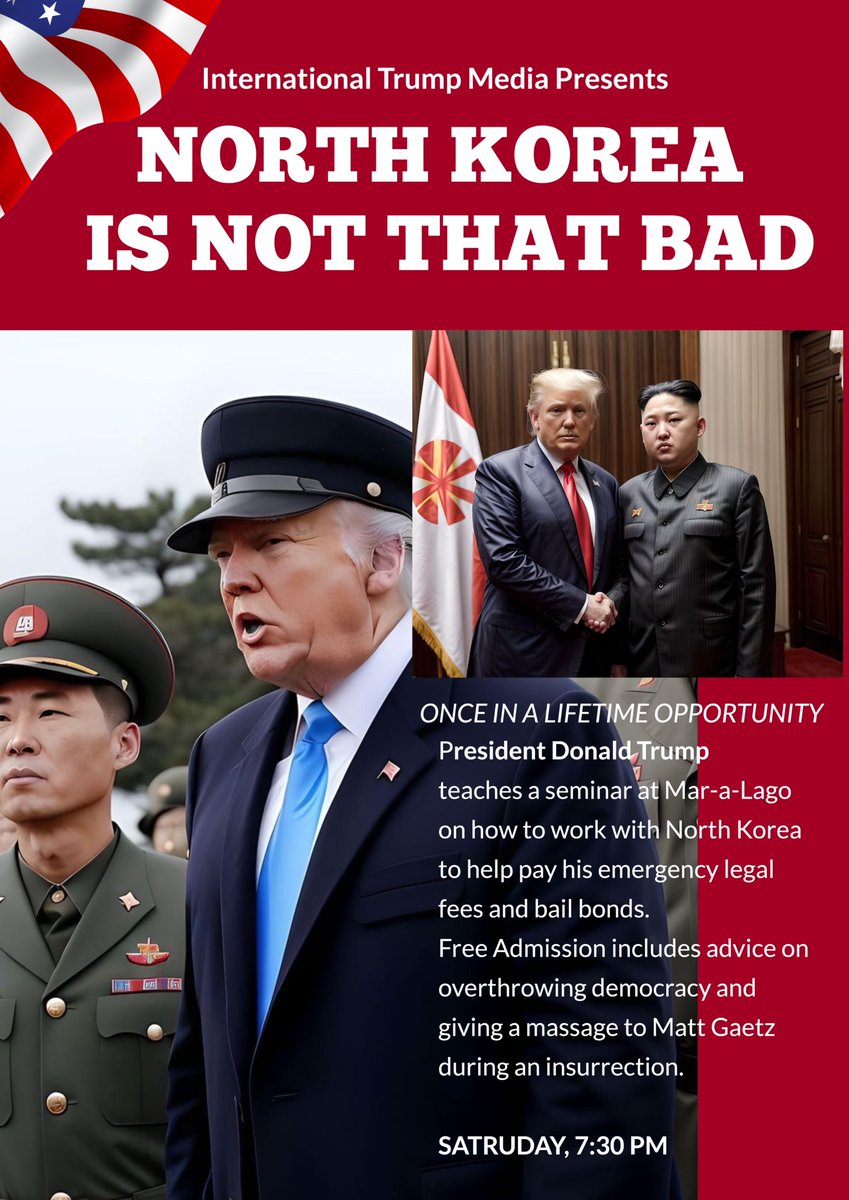 International Trump Media Presents
NORTH KOREA
IS NOT THAT BAD
ONCE IN A LIFETIME OPPORTUNITY
President Donald Trump
teaches a seminar at Mar-a-Lago
on how to work with North Korea
to help pay his emergency legal
fees and bail bonds.
Free Admission includes advice on
overthrowing democracy and
giving a massage to Matt Gaetz
during an insurrection.
SATRUDAY, 7:30 PM